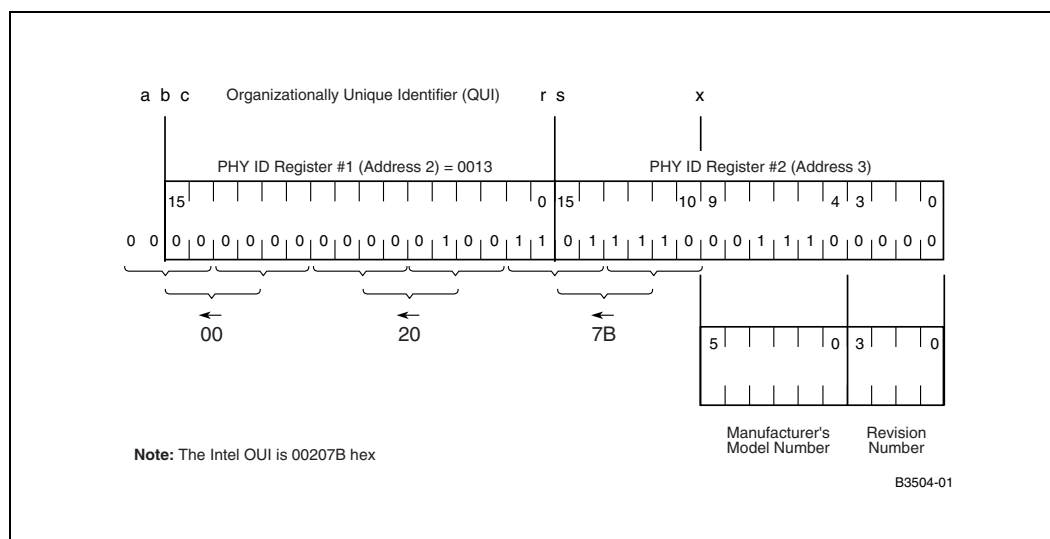 a b c Organizationally Unique Identifier (QUI) r s x
PHY ID Register #1 (Address 2) = 0013 PHY ID Register #2 (Address 3)
15 0 15 10 9 4 3 0
0 0 0 0 0 0 0 0 0 0 0 0 0 1 0 0 1 1 0 1 1 1 1 0 0 0 1 1 1 0 0 0 0 0
00 20 7B
5 0 3 0
Manufacturer's Revision
Model Number Number
Note: The Intel OUI is 00207B hex
B3504-01